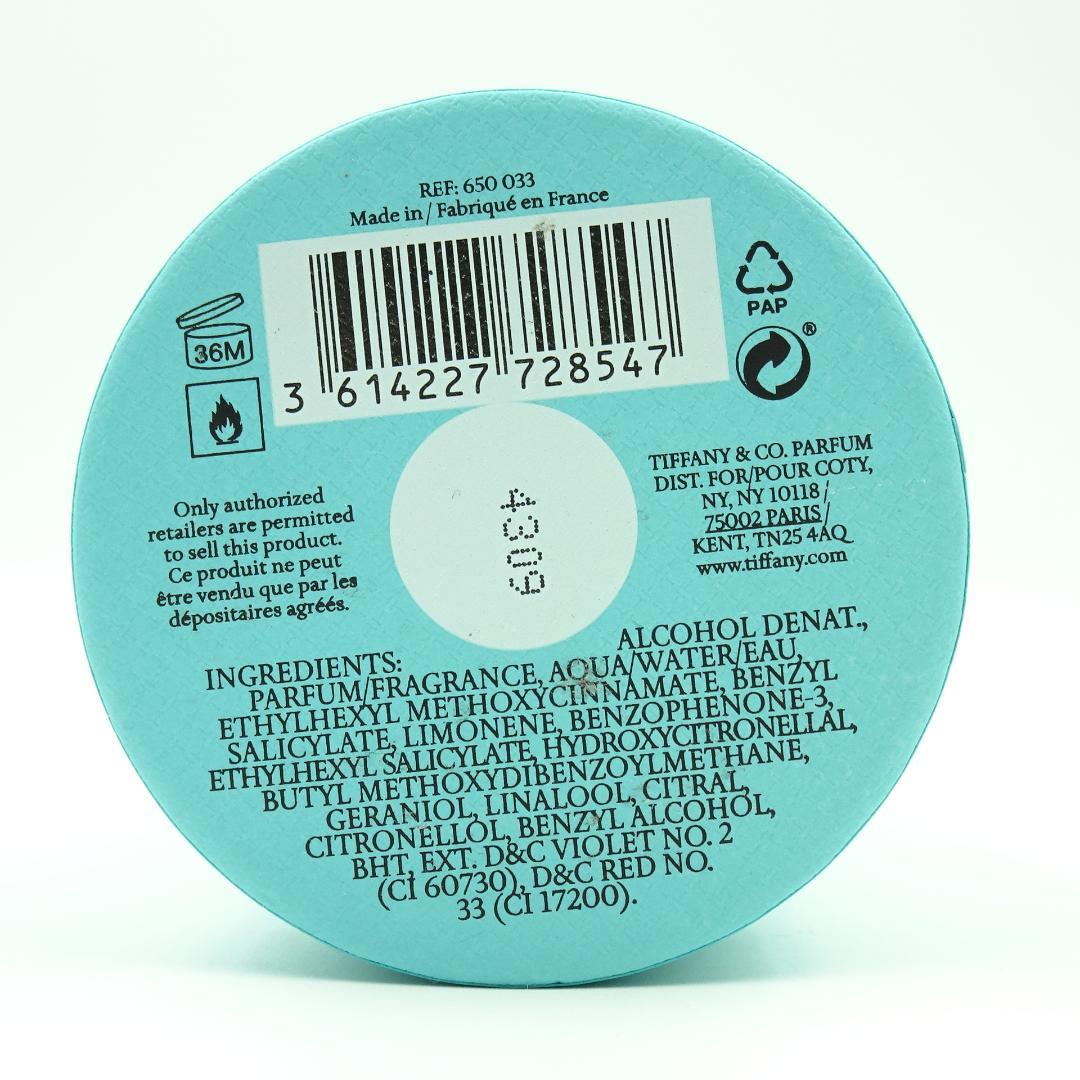 REF: 650 033
Made in / Fabriqué en France
3 614227 728547
36M
PAP
®
4309
Only authorized
retailers are permitted
to sell this product.
Ce produit ne peut
être vendu que par les
dépositaires agréés.
TIFFANY & CO. PARFUM
DIST. FOR/POUR COTY,
NY, NY 10118 /
75002 PARIS /
KENT, TN25 4AQ
www.tiffany.com
INGREDIENTS: ALCOHOL DENAT.,
PARFUM/FRAGRANCE, AQUA/WATER/EAU,
ETHYLHEXYL METHOXYCINNAMATE, BENZYL
SALICYLATE, LIMONENE, BENZOPHENONE-3,
ETHYLHEXYL SALICYLATE, HYDROXYCITRONELLAL,
BUTYL METHOXYDIBENZOYLMETHANE,
GERANIOL, LINALOOL, CITRAL,
CITRONELLOL, BENZYL ALCOHOL,
BHT, EXT. D&C VIOLET NO. 2
(CI 60730), D&C RED NO.
33 (CI 17200).